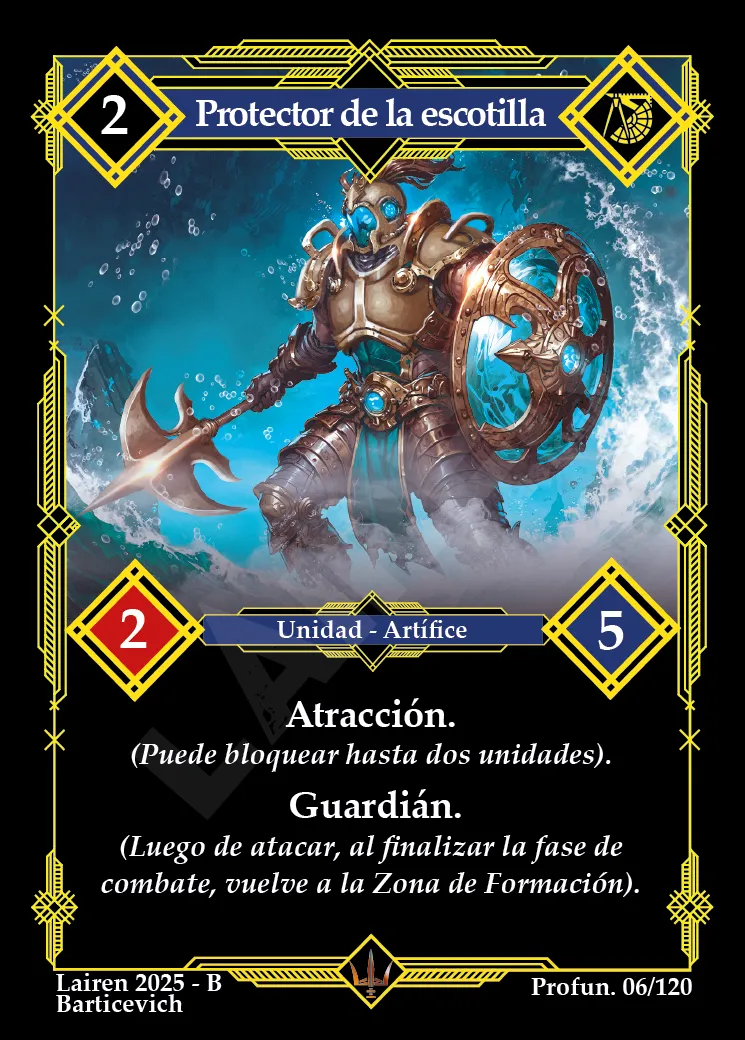 2
Protector de la escotilla
2
Unidad - Artífice
5
Atracción.
(Puede bloquear hasta dos unidades).
Guardián.
(Luego de atacar, al finalizar la fase de
combate, vuelve a la Zona de Formación).
Lairen 2025 - B
Barticevich
Profun. 06/120